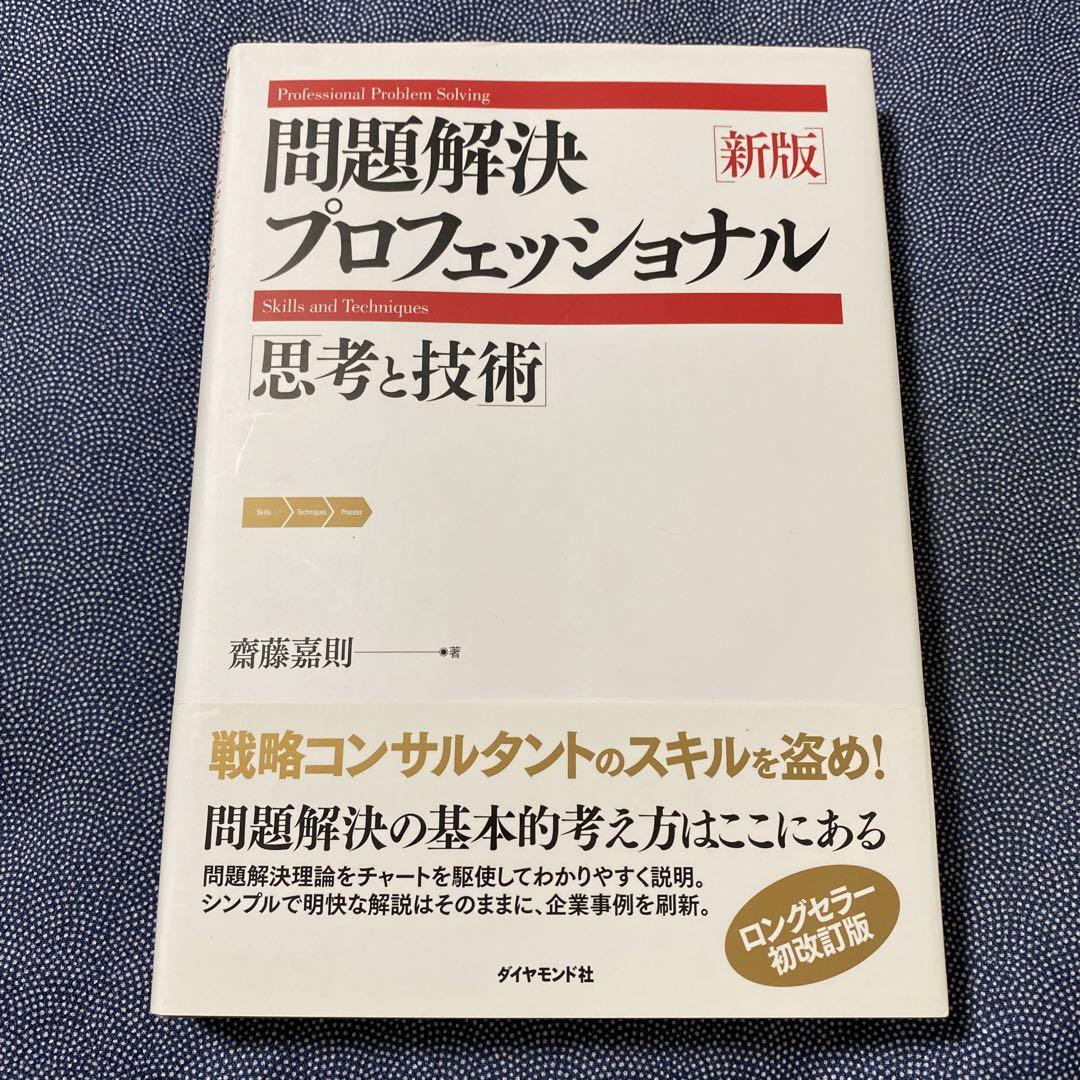 Professional Problem Solving
問題解決
[新版]
プロフェッショナル
Skills and Techniques
「思考と技術」
Skills Techniques Process
齋藤嘉則 著
戦略コンサルタントのスキルを盗め!
問題解決の基本的考え方はここにある
問題解決理論をチャートを駆使してわかりやすく説明。
シンプルで明快な解説はそのままに、企業事例を刷新。
ロングセラー
初改訂版
ダイヤモンド社